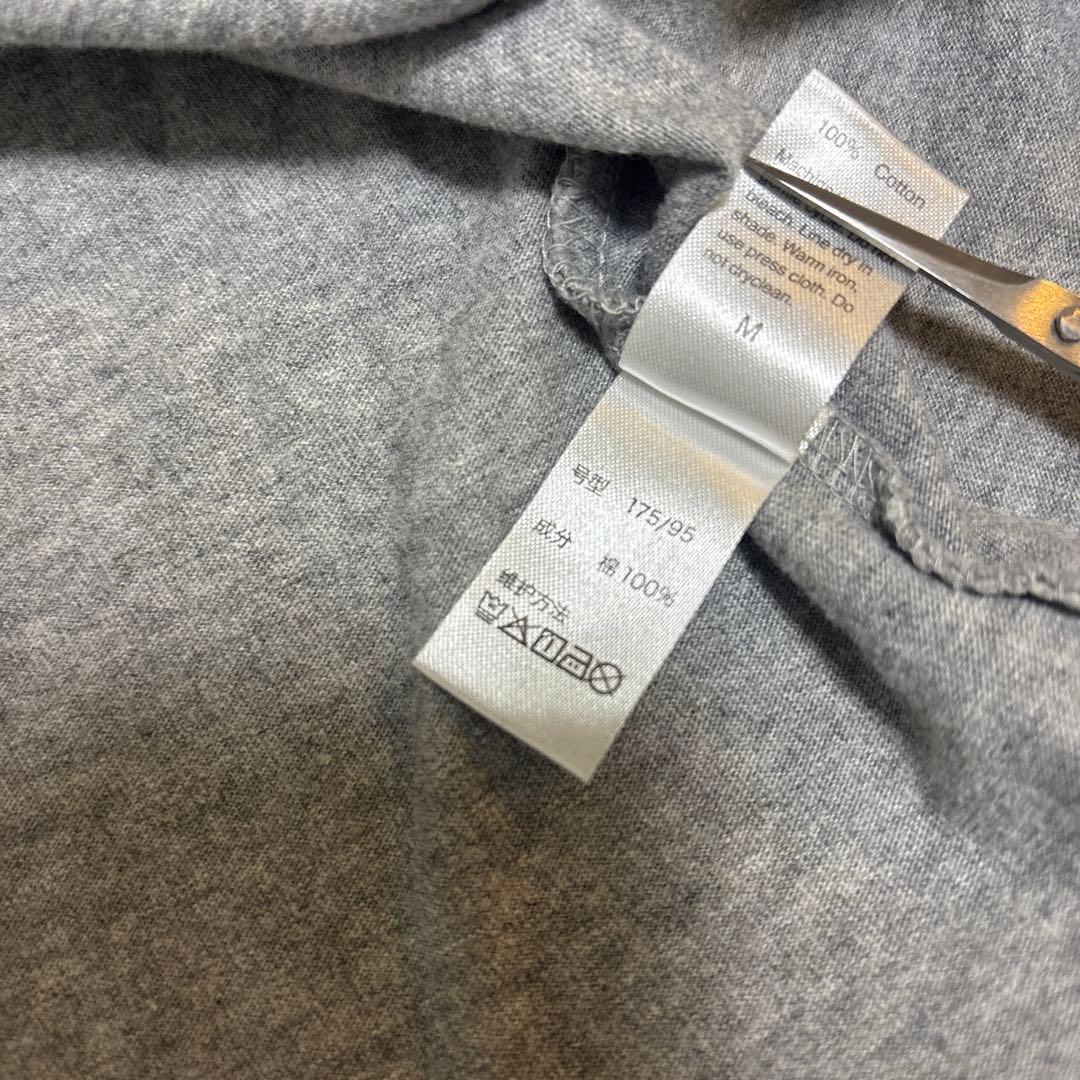 100% Cotton
bleach. Line dry in
shade. Warm iron,
use press cloth. Do
not dryclean.
M
号型 175/95
成分 棉100%
维护方法